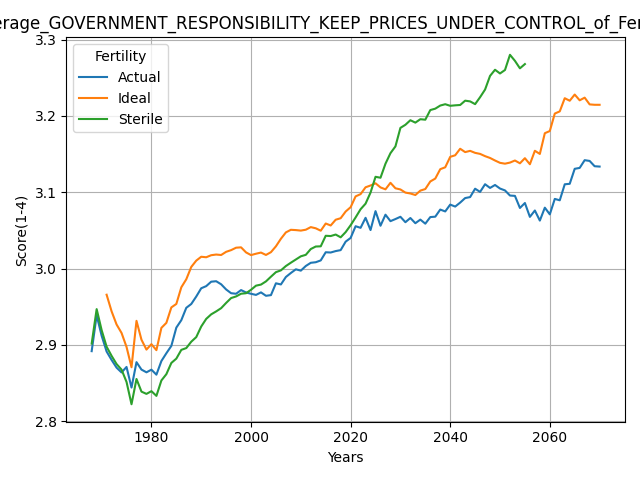 erage_GOVERNMENT_RESPONSIBILITY_KEEP_PRICES_UNDER_CONTROL_of_Fer
Fertility
Actual
Ideal
Sterile
Score(1-4)
3.3
3.2
3.1
3.0
2.9
2.8
1980 2000 2020 2040 2060
Years